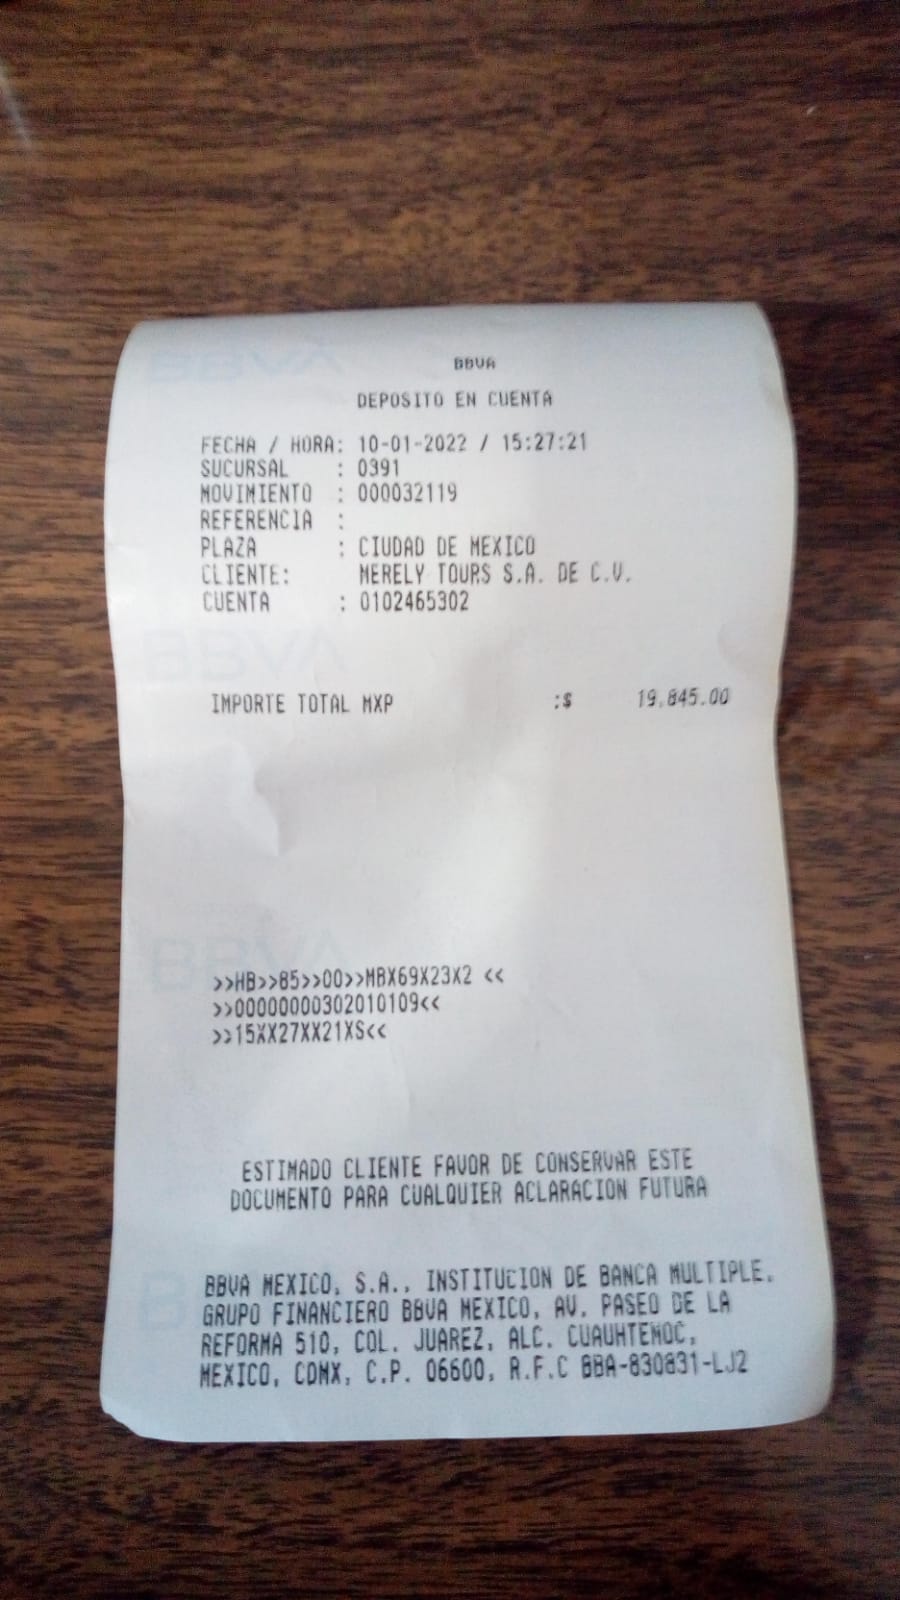 BBVA
DEPOSITO EN CUENTA
FECHA / HORA: 10-01-2022 / 15:27:21
SUCURSAL : 0391
MOVIMIENTO : 000032119
REFERENCIA :
PLAZA : CIUDAD DE MEXICO
CLIENTE: MERELY TOURS S.A. DE C.V.
CUENTA : 0102465302
IMPORTE TOTAL MXP :$ 19,845.00
>>HB>>85>>00>>MBX69X23X2 <<
>>00000000302010109<<
>>15XX27XX21XS<<
ESTIMADO CLIENTE FAVOR DE CONSERVAR ESTE
DOCUMENTO PARA CUALQUIER ACLARACION FUTURA
BBVA MEXICO, S.A., INSTITUCION DE BANCA MULTIPLE,
GRUPO FINANCIERO BBVA MEXICO, AV. PASEO DE LA
REFORMA 510, COL. JUAREZ, ALC. CUAUHTEMOC,
MEXICO, CDMX, C.P. 06600, R.F.C BBA-830831-LJ2